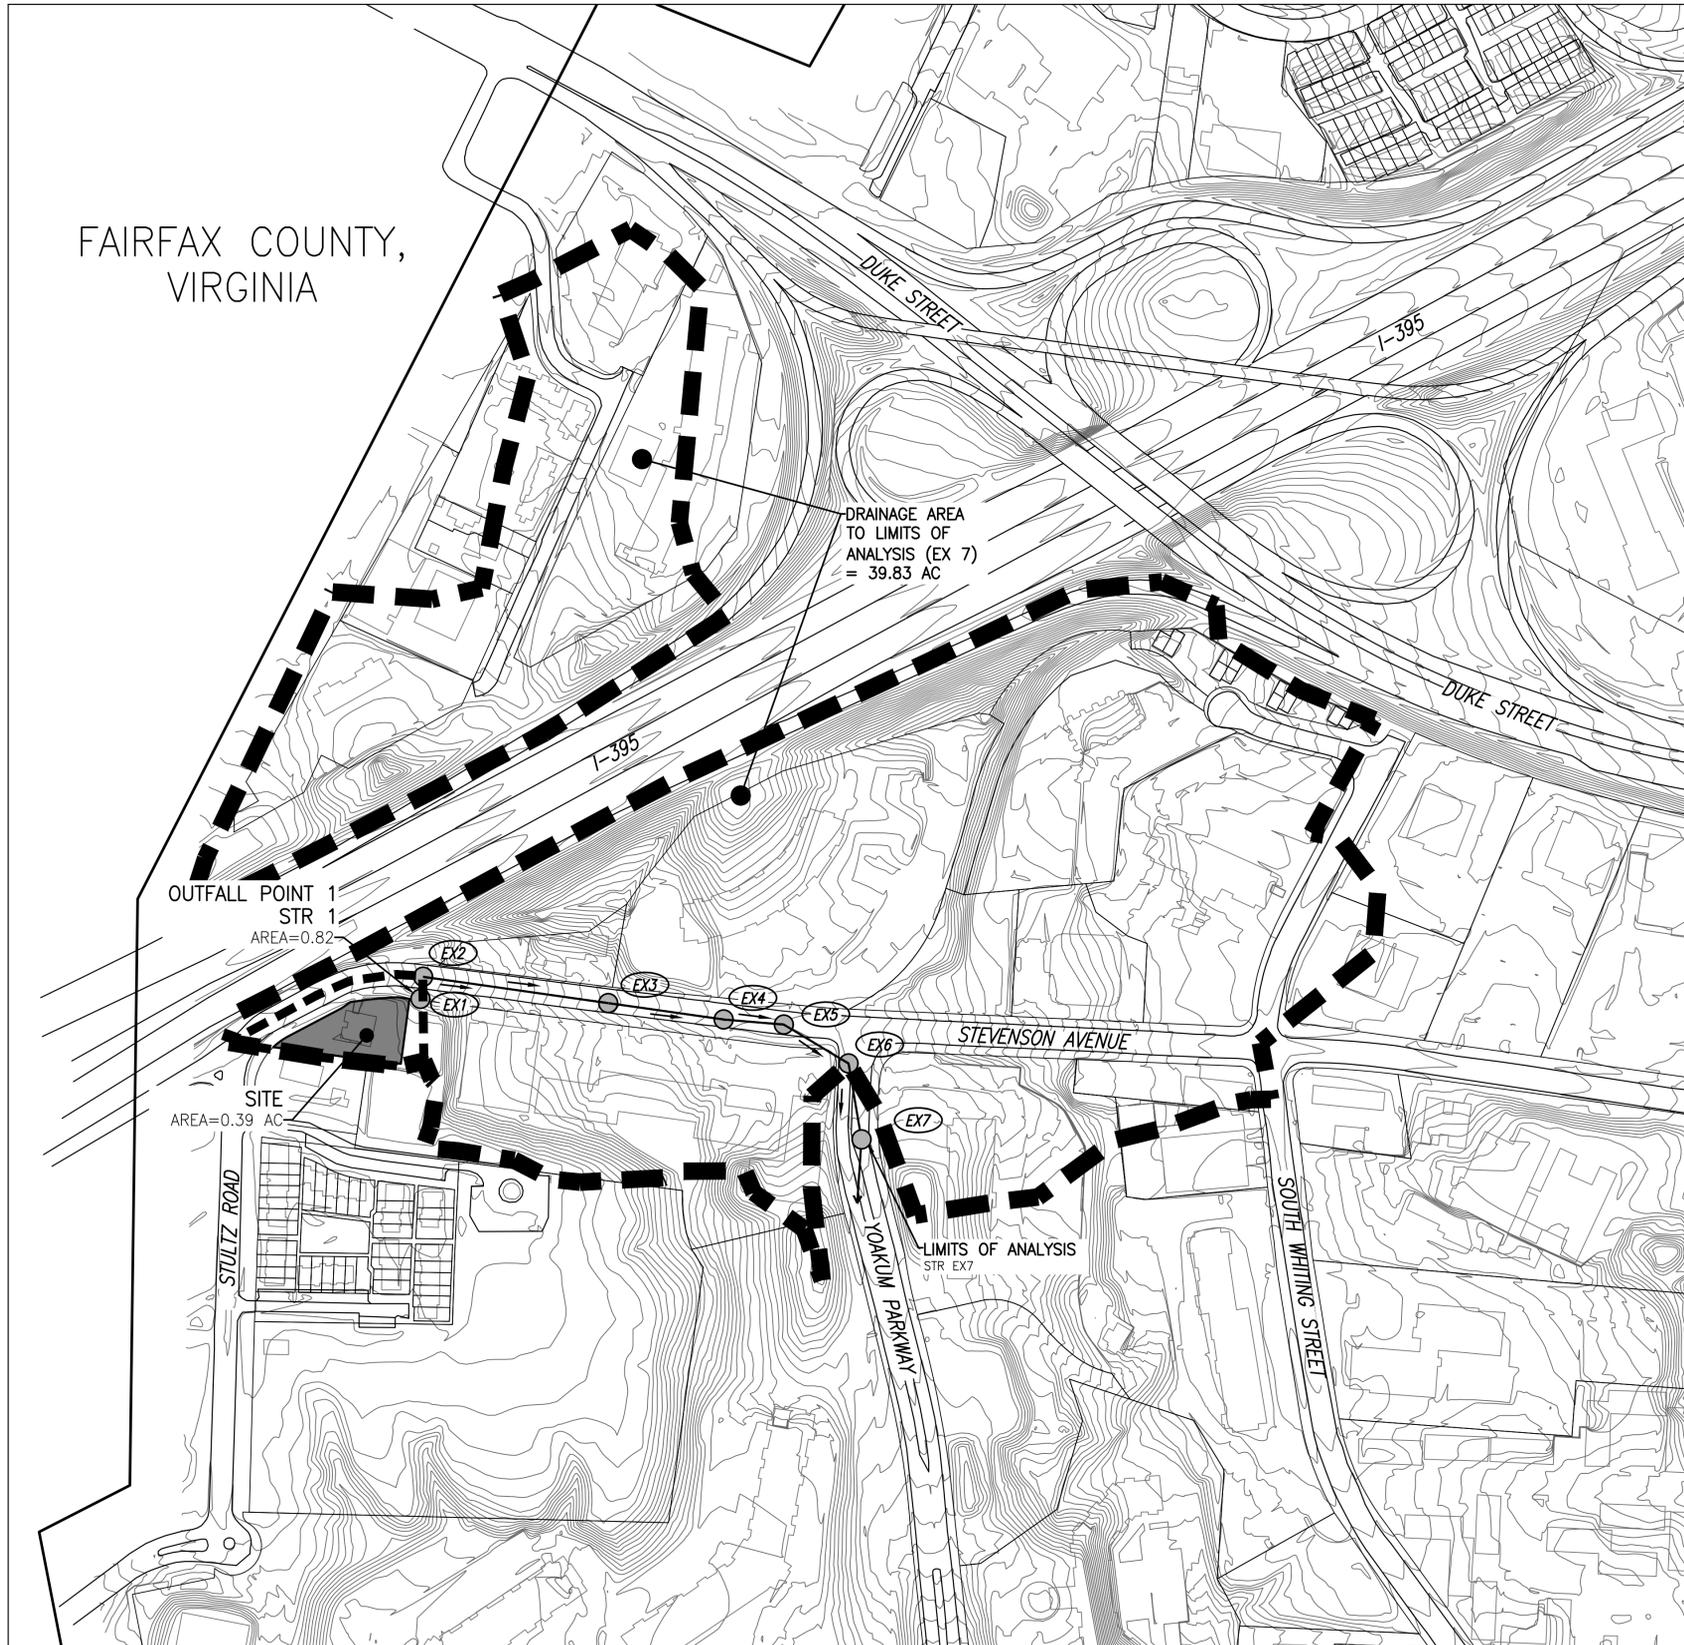 FAIRFAX COUNTY,
VIRGINIA
DUKE STREET
I-395
DRAINAGE AREA
TO LIMITS OF
ANALYSIS (EX 7)
= 39.83 AC
DUKE STREET
I-395
OUTFALL POINT 1
STR 1
AREA=0.82
EX2
EX1
EX3
EX4
EX5
EX6
STEVENSON AVENUE
SITE
AREA=0.39 AC
EX7
STULTZ ROAD
YOAKUM PARKWAY
LIMITS OF ANALYSIS
STR EX7
SOUTH WHITING STREET